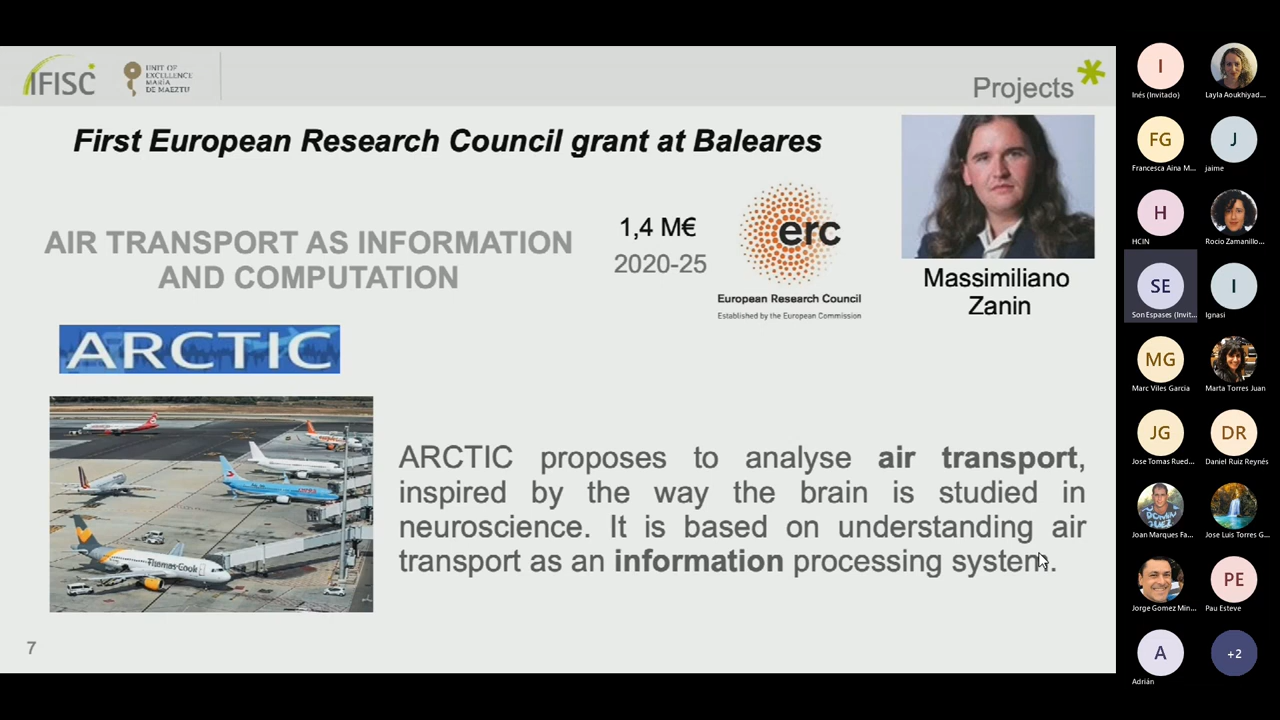 IFISC
UNIT OF
EXCELLENCE
MARÍA
DE MAEZTU
Projects
First European Research Council grant at Baleares
AIR TRANSPORT AS INFORMATION
AND COMPUTATION
1,4 M€
2020-25
erc
European Research Council
Established by the European Commission
Massimiliano
Zanin
ARCTIC
Thomas Cook
ARCTIC proposes to analyse air transport,
inspired by the way the brain is studied in
neuroscience. It is based on understanding air
transport as an information processing system.
7
I
Inés (Invitado)
Layla Aoukhiyad...
FG
Francesca Aina M...
J
jaime
H
HCIN
Rocio Zamanillo...
SE
Son Espases (Invit...
I
Ignasi
MG
Marc Viles Garcia
Marta Torres Juan
JG
Jose Tomas Rued...
DR
Daniel Ruiz Reynés
Joan Marques Fa...
Jose Luis Torres G...
Jorge Gomez Min...
PE
Pau Esteve
A
Adrián
+2